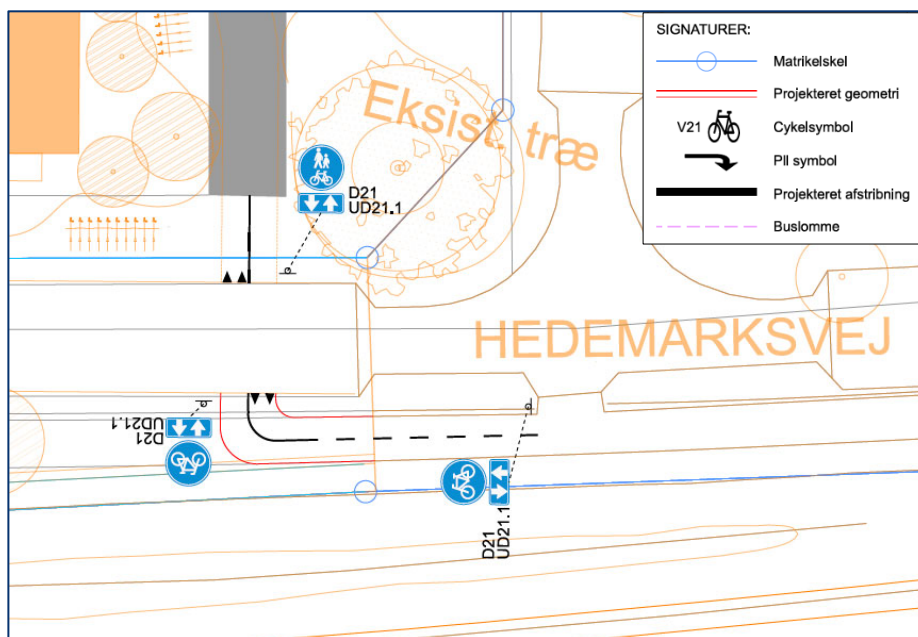 SIGNATURER:
Matrikelskel
Projekteret geometri
V21
Cykelsymbol
Pll symbol
Projekteret afstribning
Buslomme
Eksist. træ
D21
UD21.1
HEDEMARKSVEJ
D21
UD21.1
D21
UD21.1